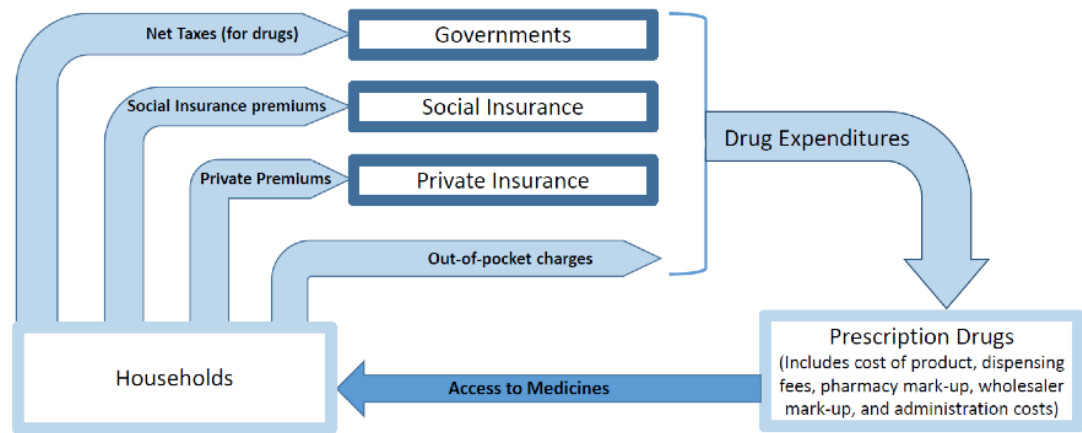 Net Taxes (for drugs)
Governments
Social Insurance premiums
Social Insurance
Drug Expenditures
Private Premiums
Private Insurance
Out-of-pocket charges
Households
Access to Medicines
Prescription Drugs
(Includes cost of product, dispensing
fees, pharmacy mark-up, wholesaler
mark-up, and administration costs)